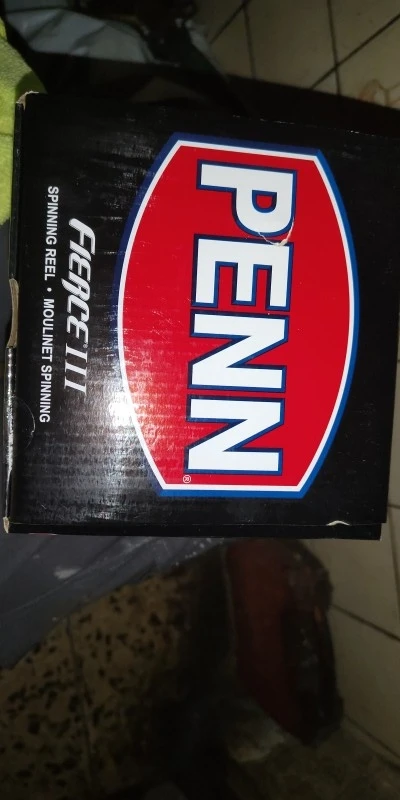 PENN®
FIERCE III
SPINNING REEL • MOULINET SPINNING